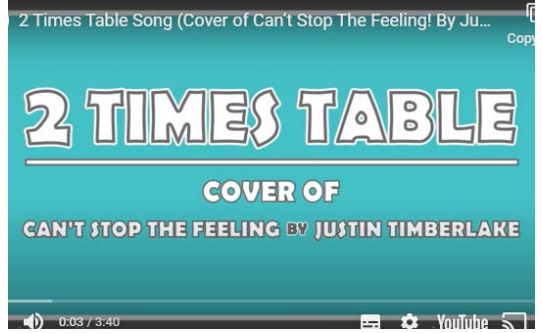 2 Times Table Song (Cover of Can't Stop The Feeling! By Ju...
Copy
2 TIMES TABLE
COVER OF
CAN'T STOP THE FEELING BY JUSTIN TIMBERLAKE
0:03 / 3:40
YouTube